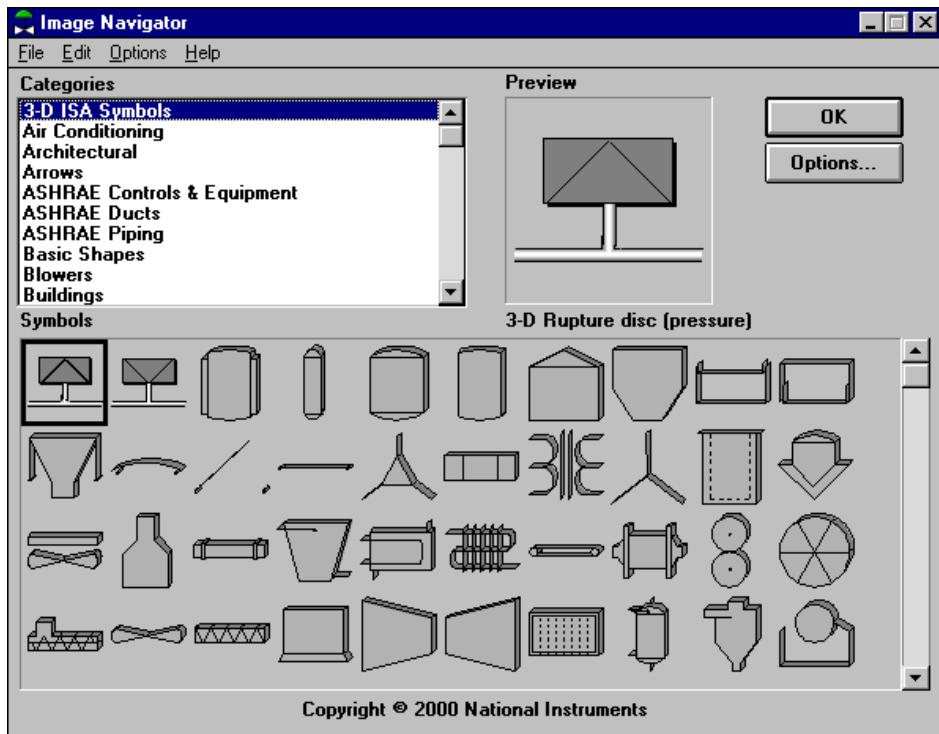 Image Navigator
File Edit Options Help
Categories
3-D ISA Symbols
Air Conditioning
Architectural
Arrows
ASHRAE Controls & Equipment
ASHRAE Ducts
ASHRAE Piping
Basic Shapes
Blowers
Buildings
Preview
OK
Options...
Symbols
3-D Rupture disc (pressure)
Copyright © 2000 National Instruments